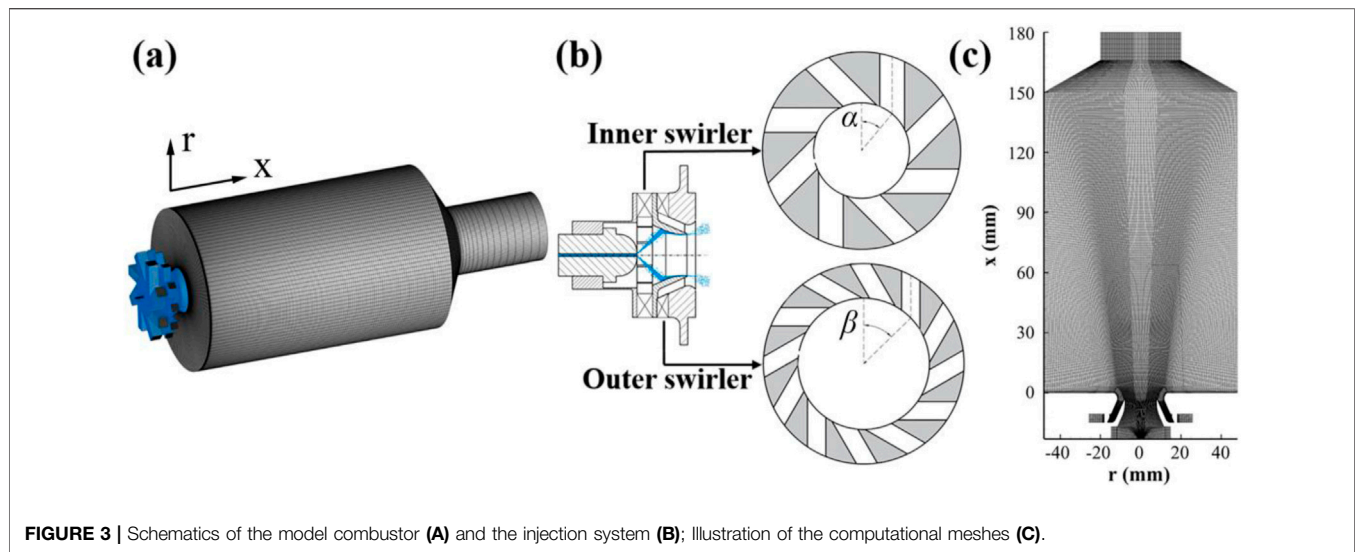 (a)
r
x
(b)
Inner swirler
Outer swirler
α
β
(c)
180
150
120
90
60
30
0
x (mm)
-40 -20 0 20 40
r (mm)
FIGURE 3 | Schematics of the model combustor (A) and the injection system (B); Illustration of the computational meshes (C).